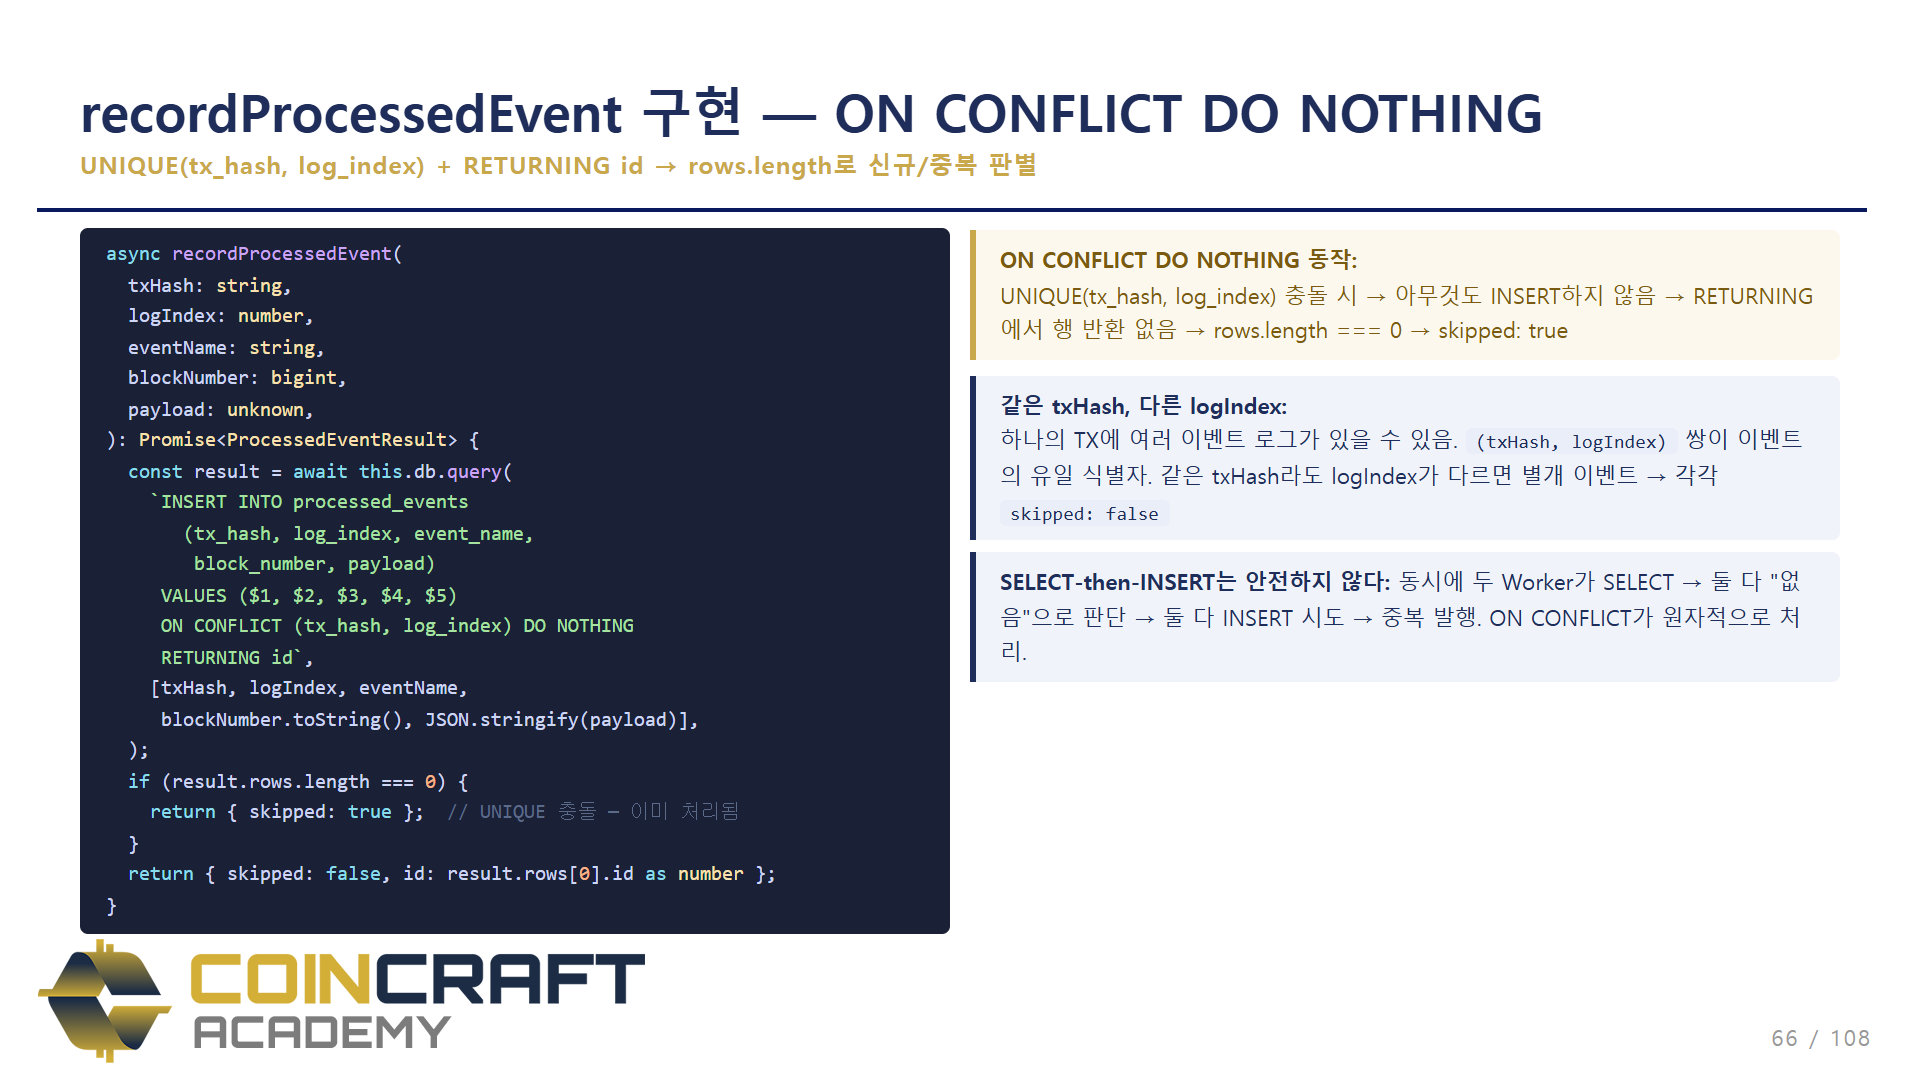 recordProcessedEvent 구현 — ON CONFLICT DO NOTHING
UNIQUE(tx_hash, log_index) + RETURNING id → rows.length로 신규/중복 판별
async recordProcessedEvent(
  txHash: string,
  logIndex: number,
  eventName: string,
  blockNumber: bigint,
  payload: unknown,
): Promise<ProcessedEventResult> {
  const result = await this.db.query(
    `INSERT INTO processed_events
       (tx_hash, log_index, event_name,
        block_number, payload)
     VALUES ($1, $2, $3, $4, $5)
     ON CONFLICT (tx_hash, log_index) DO NOTHING
     RETURNING id`,
    [txHash, logIndex, eventName,
     blockNumber.toString(), JSON.stringify(payload)],
  );
  if (result.rows.length === 0) {
    return { skipped: true };  // UNIQUE 충돌 — 이미 처리됨
  }
  return { skipped: false, id: result.rows[0].id as number };
}
ON CONFLICT DO NOTHING 동작:
UNIQUE(tx_hash, log_index) 충돌 시 → 아무것도 INSERT하지 않음 → RETURNING
에서 행 반환 없음 → rows.length === 0 → skipped: true
같은 txHash, 다른 logIndex:
하나의 TX에 여러 이벤트 로그가 있을 수 있음. (txHash, logIndex) 쌍이 이벤트
의 유일 식별자. 같은 txHash라도 logIndex가 다르면 별개 이벤트 → 각각
skipped: false
SELECT-then-INSERT는 안전하지 않다: 동시에 두 Worker가 SELECT → 둘 다 "없
음"으로 판단 → 둘 다 INSERT 시도 → 중복 발행. ON CONFLICT가 원자적으로 처
리.
COINCRAFT
ACADEMY
66 / 108